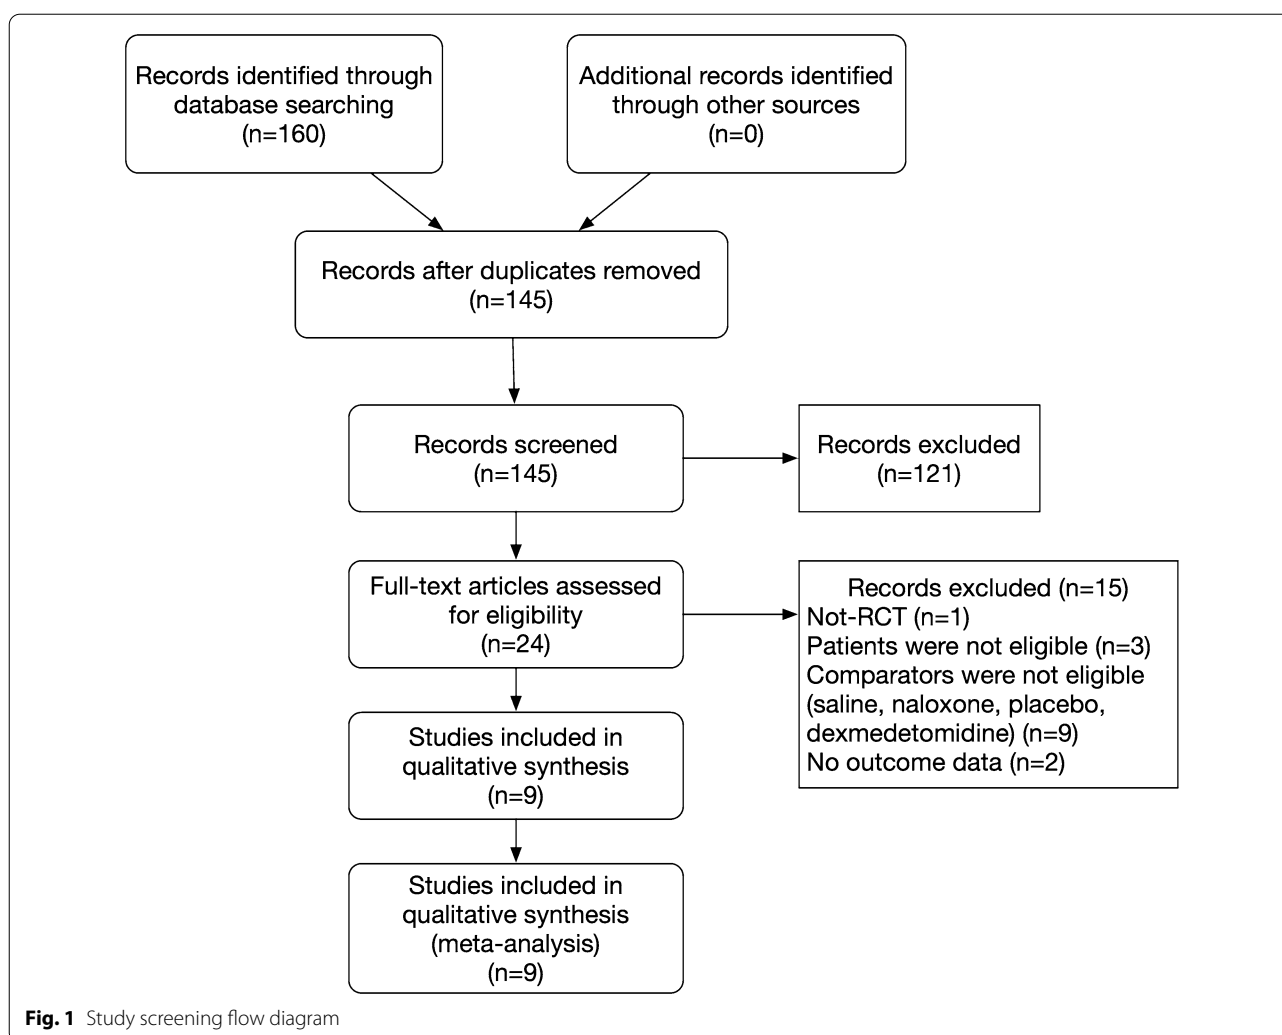 Records identified through
database searching
(n=160)
Additional records identified
through other sources
(n=0)
Records after duplicates removed
(n=145)
Records screened
(n=145)
Records excluded
(n=121)
Full-text articles assessed
for eligibility
(n=24)
Records excluded (n=15)
Not-RCT (n=1)
Patients were not eligible (n=3)
Comparators were not eligible
(saline, naloxone, placebo,
dexmedetomidine) (n=9)
No outcome data (n=2)
Studies included in
qualitative synthesis
(n=9)
Studies included in
qualitative synthesis
(meta-analysis)
(n=9)
Fig. 1 Study screening flow diagram